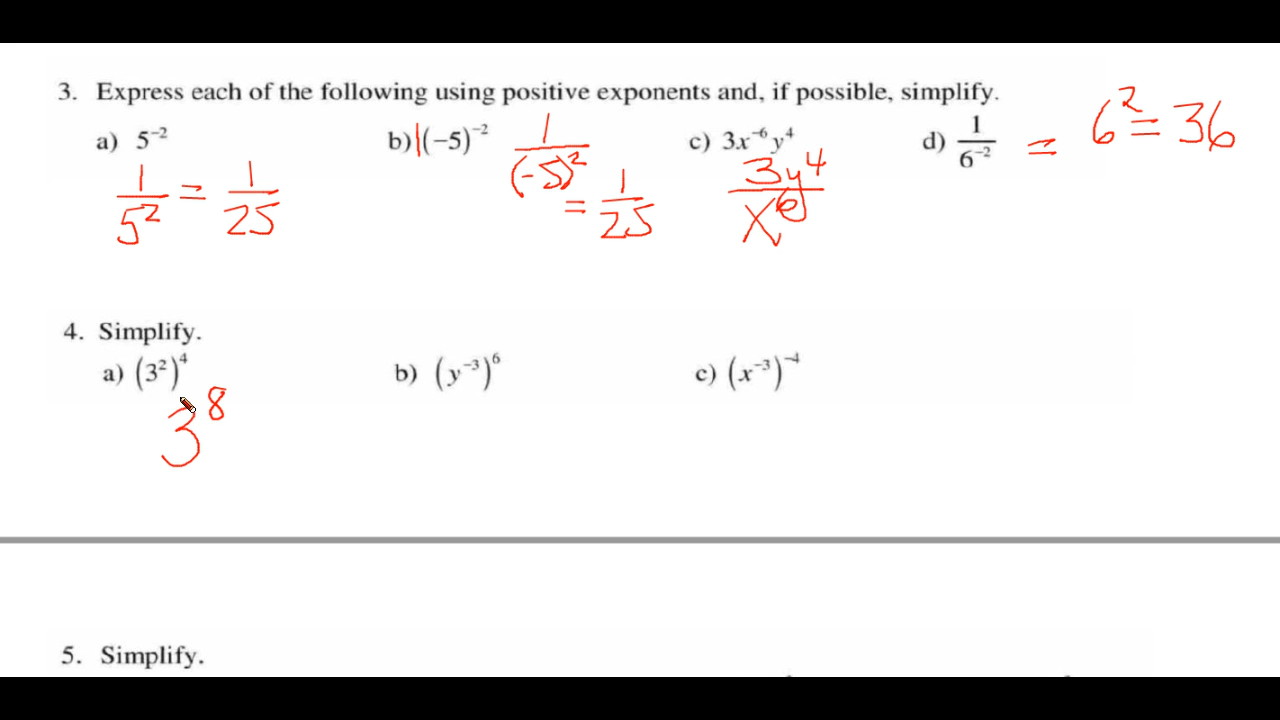 3. Express each of the following using positive exponents and, if possible, simplify.
a) 5⁻² b) |(−5)⁻² 1/(-5)² = 1/25 c) 3x⁻⁶y⁴ d) 1/6⁻² = 6² = 36
1/5² = 1/25 3y⁴/x⁶
4. Simplify.
a) (3²)⁴ b) (y⁻³)⁶ c) (x⁻³)⁻⁴
3⁸
5. Simplify.